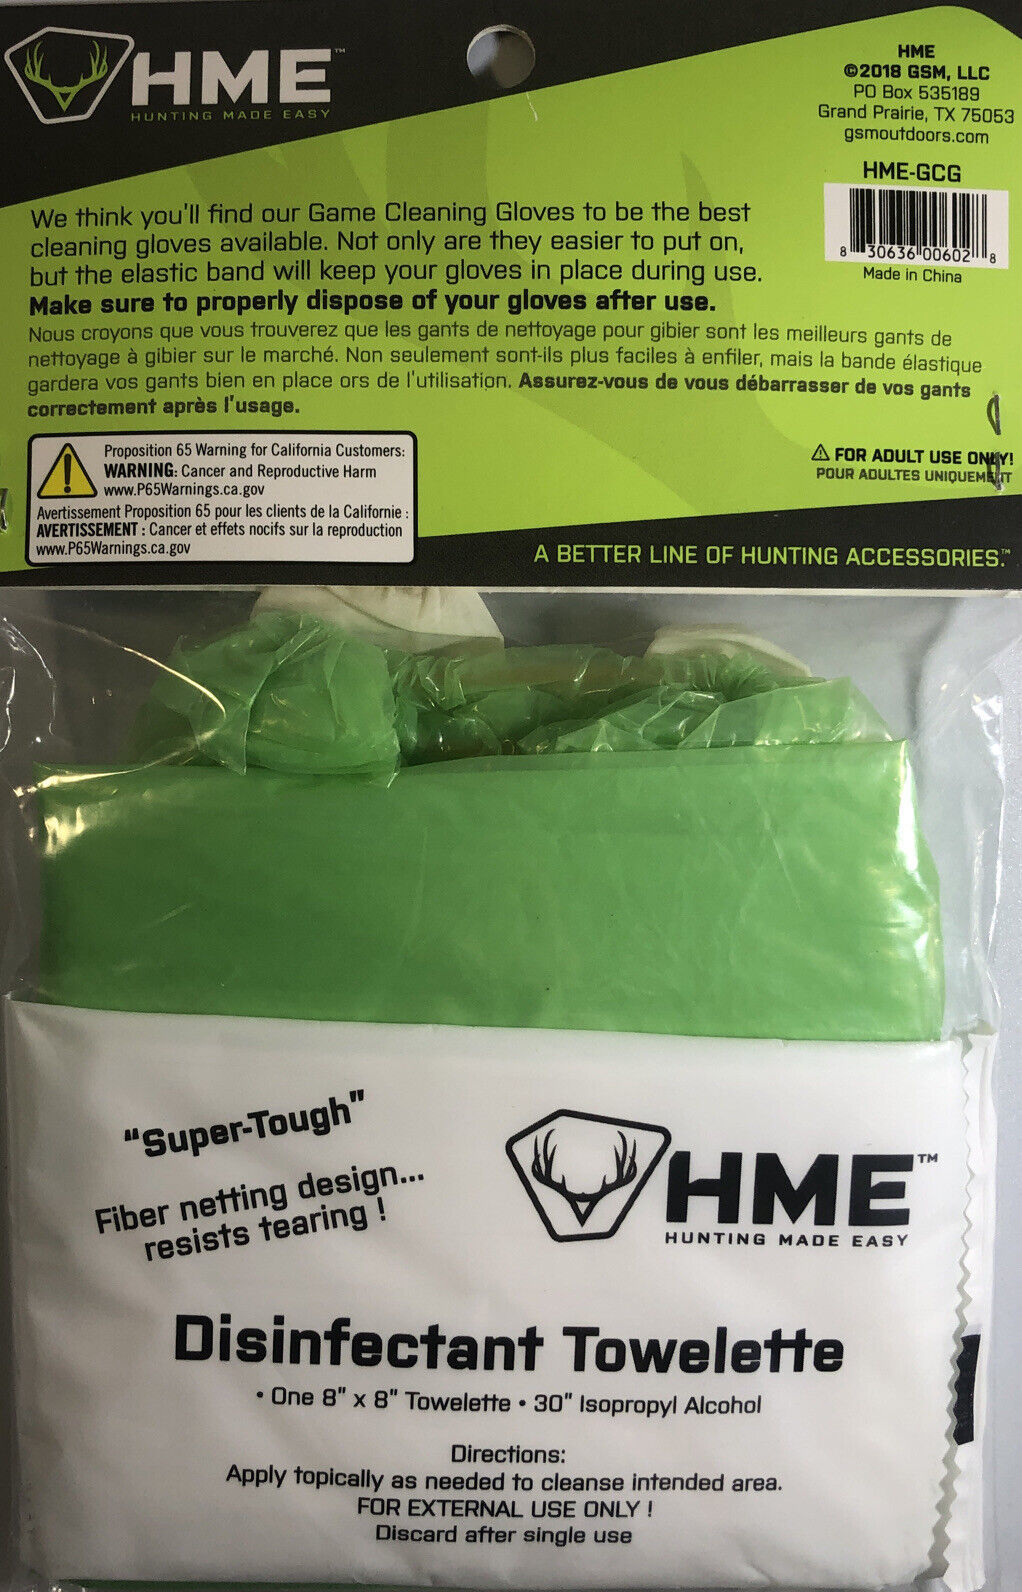 HME™
HUNTING MADE EASY
HME
©2018 GSM, LLC
PO Box 535189
Grand Prairie, TX 75053
gsmoutdoors.com
HME-GCG
8 30636 00602 8
Made in China
We think you'll find our Game Cleaning Gloves to be the best
cleaning gloves available. Not only are they easier to put on,
but the elastic band will keep your gloves in place during use.
Make sure to properly dispose of your gloves after use.
Nous croyons que vous trouverez que les gants de nettoyage pour gibier sont les meilleurs gants de
nettoyage à gibier sur le marché. Non seulement sont-ils plus faciles à enfiler, mais la bande élastique
gardera vos gants bien en place ors de l'utilisation. Assurez-vous de vous débarrasser de vos gants
correctement après l'usage.
Proposition 65 Warning for California Customers:
WARNING: Cancer and Reproductive Harm
www.P65Warnings.ca.gov
Avertissement Proposition 65 pour les clients de la Californie :
AVERTISSEMENT : Cancer et effets nocifs sur la reproduction
www.P65Warnings.ca.gov
FOR ADULT USE ONLY!
POUR ADULTES UNIQUEMENT
A BETTER LINE OF HUNTING ACCESSORIES.™
"Super-Tough"
Fiber netting design...
resists tearing !
HME™
HUNTING MADE EASY
Disinfectant Towelette
• One 8" x 8" Towelette • 30" Isopropyl Alcohol
Directions:
Apply topically as needed to cleanse intended area.
FOR EXTERNAL USE ONLY !
Discard after single use